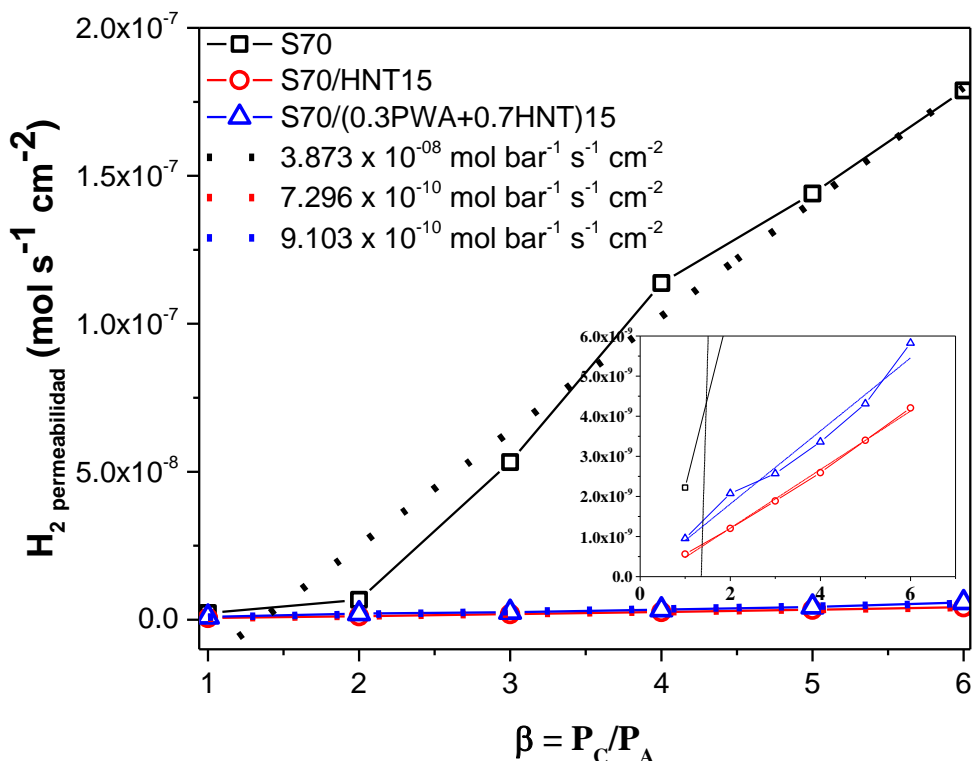 2.0x10⁻⁷
1.5x10⁻⁷
1.0x10⁻⁷
5.0x10⁻⁸
0.0
H₂ permeabilidad (mol s⁻¹ cm⁻²)
S70
S70/HNT15
S70/(0.3PWA+0.7HNT)15
3.873 x 10⁻⁰⁸ mol bar⁻¹ s⁻¹ cm⁻²
7.296 x 10⁻¹⁰ mol bar⁻¹ s⁻¹ cm⁻²
9.103 x 10⁻¹⁰ mol bar⁻¹ s⁻¹ cm⁻²
6.0x10⁻⁹
5.0x10⁻⁹
4.0x10⁻⁹
3.0x10⁻⁹
2.0x10⁻⁹
1.0x10⁻⁹
0.0
0 2 4 6 8
1 2 3 4 5 6
β = P_C/P_A